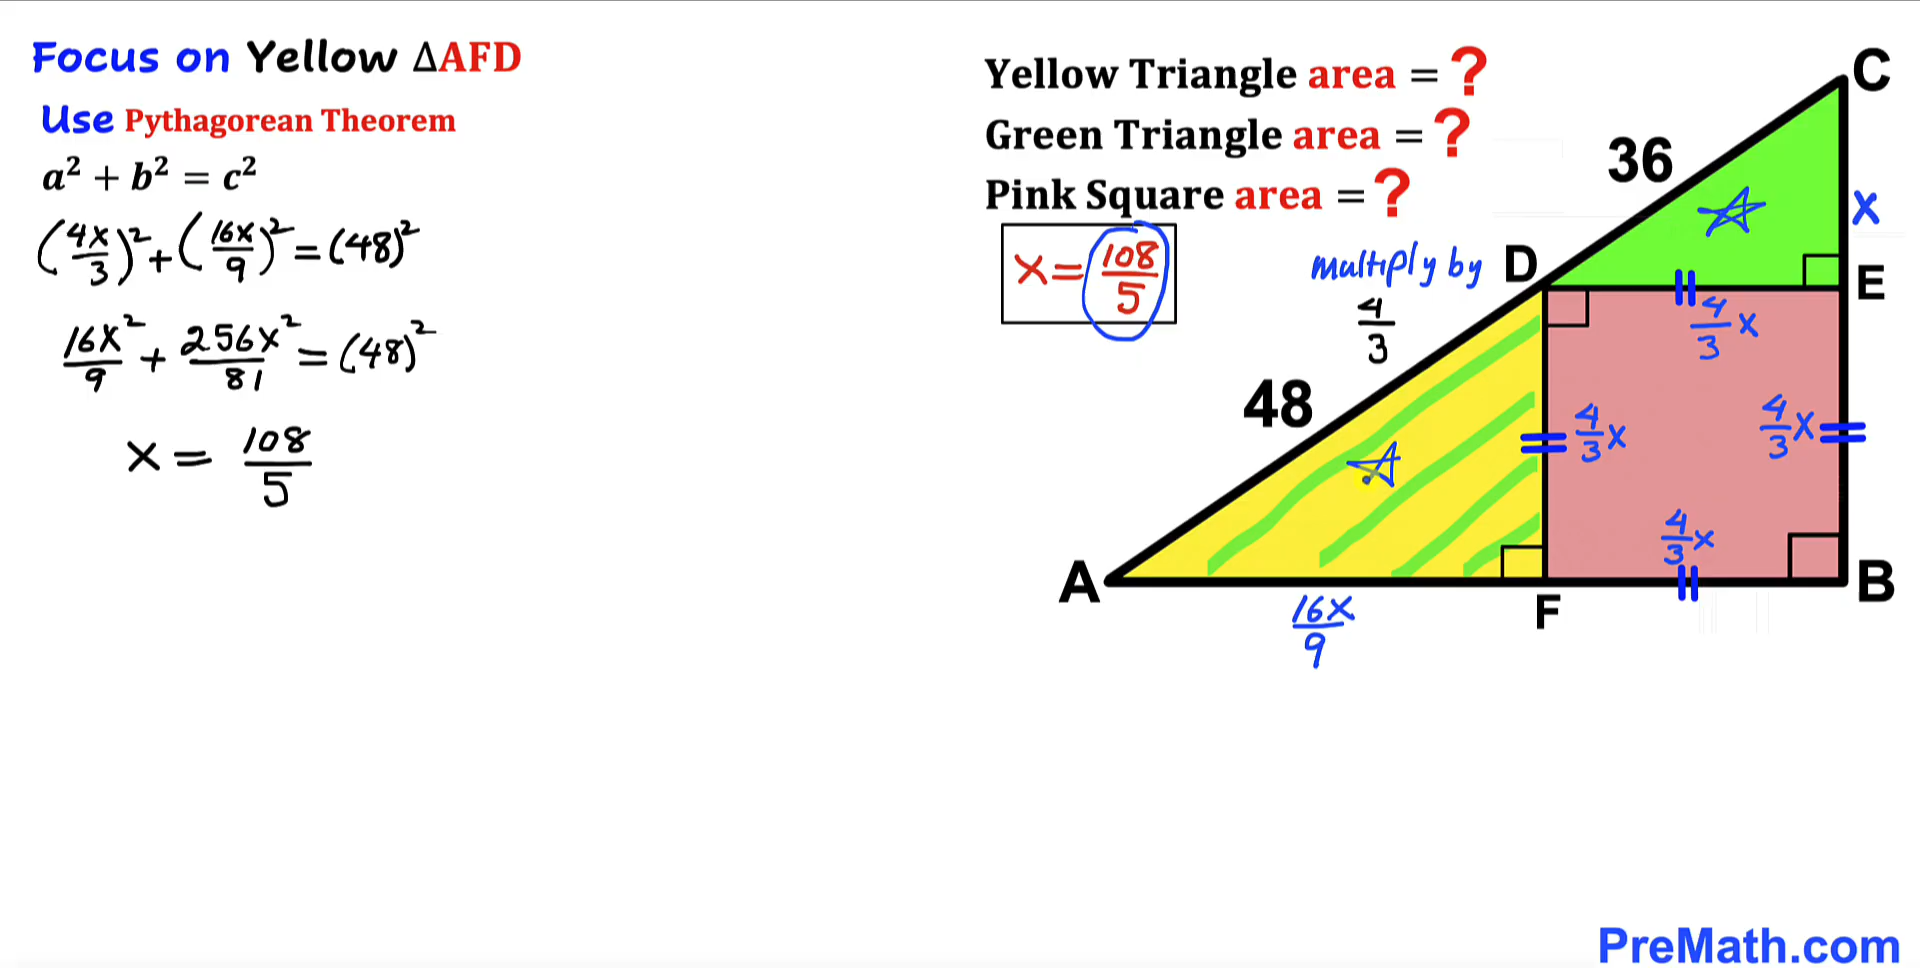 Focus on Yellow ΔAFD
Use Pythagorean Theorem
a² + b² = c²
(4x/3)² + (16x/9)² = (48)²
16x²/9 + 256x²/81 = (48)²
x = 108/5
Yellow Triangle area = ?
Green Triangle area = ?
Pink Square area = ?
x = 108/5
multiply by
4/3
C
36
x
D
E
4/3 x
48
4/3 x
4/3 x
4/3 x
A
B
F
16x/9
PreMath.com